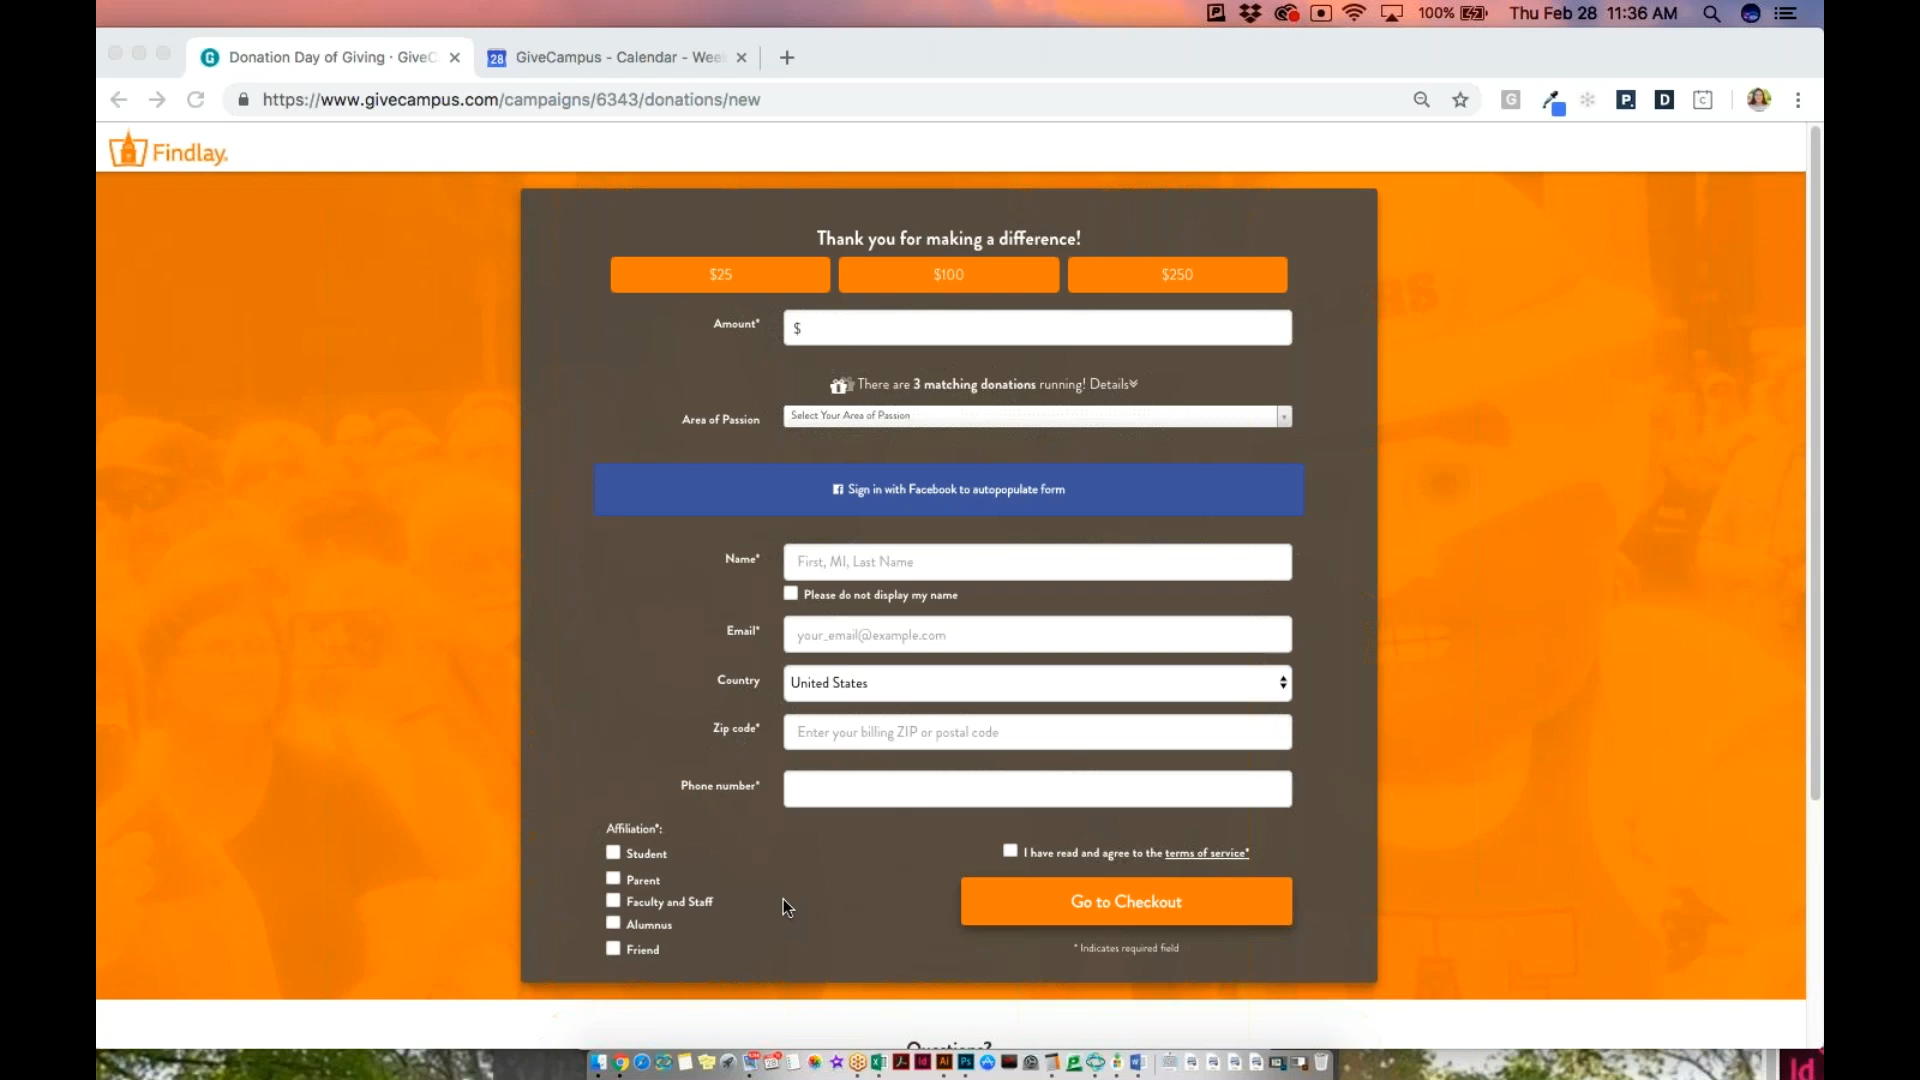 100% Thu Feb 28 11:36 AM
Donation Day of Giving · GiveC
28 GiveCampus - Calendar - Wee
https://www.givecampus.com/campaigns/6343/donations/new
Findlay
Thank you for making a difference!
$25 $100 $250
Amount* $
There are 3 matching donations running! Details
Area of Passion Select Your Area of Passion
Sign in with Facebook to autopopulate form
Name* First, MI, Last Name
Please do not display my name
Email* your_email@example.com
Country United States
Zip code* Enter your billing ZIP or postal code
Phone number*
Affiliation*:
Student
Parent
Faculty and Staff
Alumnus
Friend
I have read and agree to the terms of service*
Go to Checkout
* Indicates required field
Questions?
Id